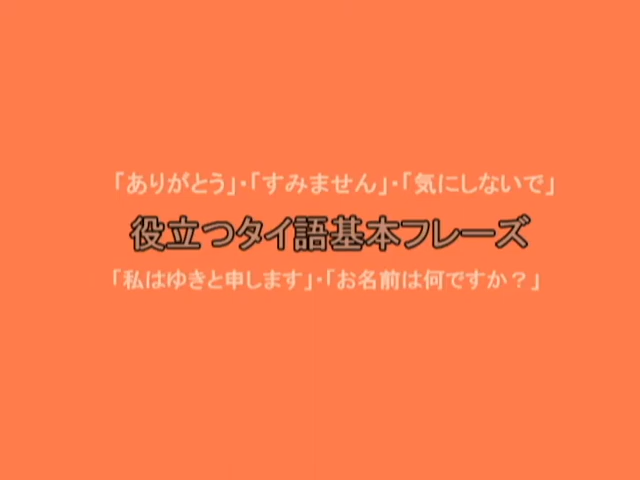 「ありがとう」・「すみません」・「気にしないで」
役立つタイ語基本フレーズ
「私はゆきと申します」・「お名前は何ですか？」